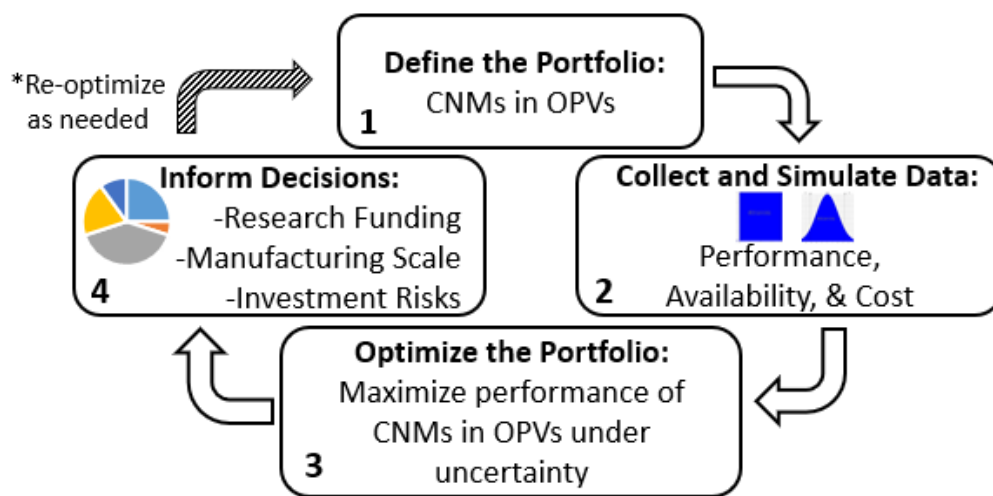 Define the Portfolio:
CNMs in OPVs
1
*Re-optimize
as needed
Collect and Simulate Data:
Performance,
Availability, & Cost
2
Optimize the Portfolio:
Maximize performance of
CNMs in OPVs under
uncertainty
3
Inform Decisions:
-Research Funding
-Manufacturing Scale
-Investment Risks
4